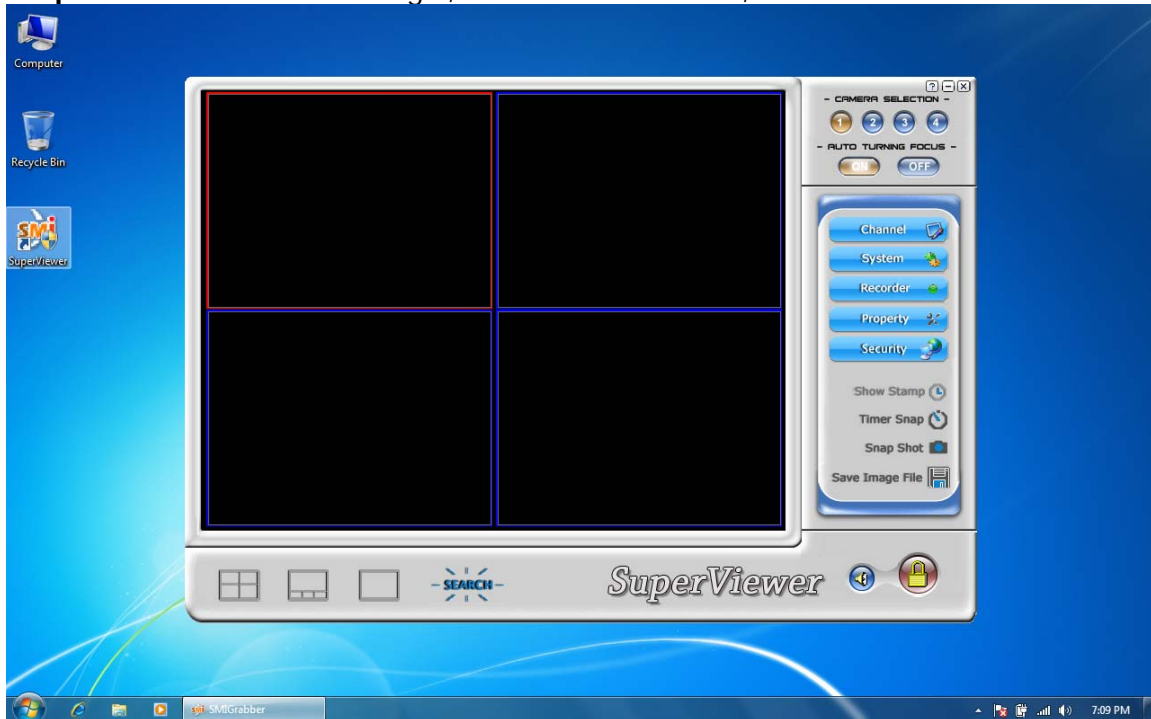 Computer
Recycle Bin
SMI
SuperViewer
? - X
- CAMERA SELECTION -
1 2 3 4
- AUTO TURNING FOCUS -
ON OFF
Channel
System
Recorder
Property
Security
Show Stamp
Timer Snap
Snap Shot
Save Image File
- SEARCH -
SuperViewer
SMIGrabber
7:09 PM